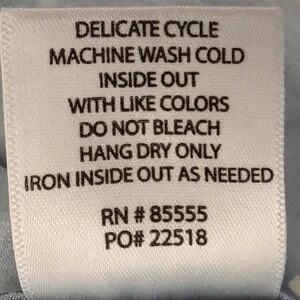 DELICATE CYCLE
MACHINE WASH COLD
INSIDE OUT
WITH LIKE COLORS
DO NOT BLEACH
HANG DRY ONLY
IRON INSIDE OUT AS NEEDED
RN # 85555
PO# 22518